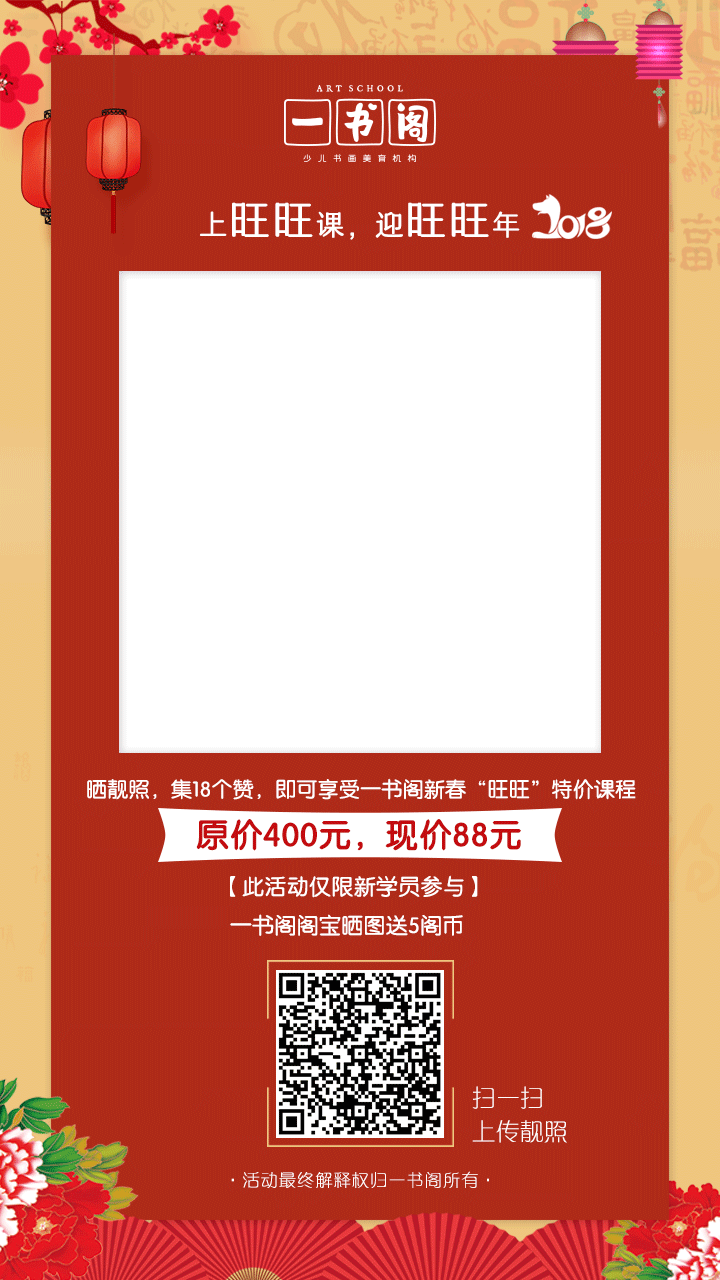 ART SCHOOL
一书阁
少儿书画美育机构
上旺旺课，迎旺旺年 2018
晒靓照，集18个赞，即可享受一书阁新春“旺旺”特价课程
原价400元，现价88元
【此活动仅限新学员参与】
一书阁阁宝晒图送5阁币
扫一扫
上传靓照
·活动最终解释权归一书阁所有·